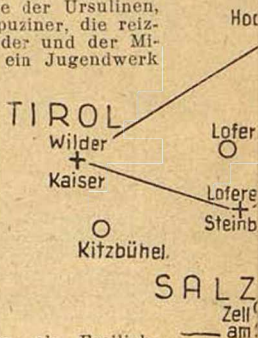 e der Ursulinen,
puziner, die reiz-
der und der Mi-
ein Jugendwerk
Hoc
TIROL
Wilder
Kaiser
Lofer
Lofere
Steinb
Kitzbühel.
SALZ
Zell
am